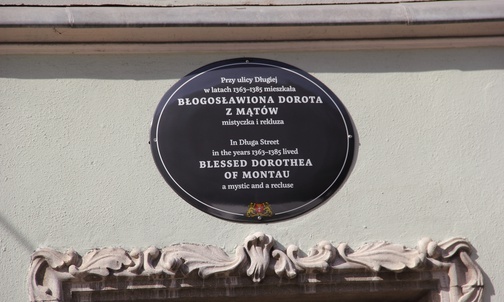 Przy ulicy Długiej
w latach 1363–1385 mieszkała
BŁOGOSŁAWIONA DOROTA
Z MĄTÓW
mistyczka i rekluza
In Długa Street
in the years 1363–1385 lived
BLESSED DOROTHEA
OF MONTAU
a mystic and a recluse